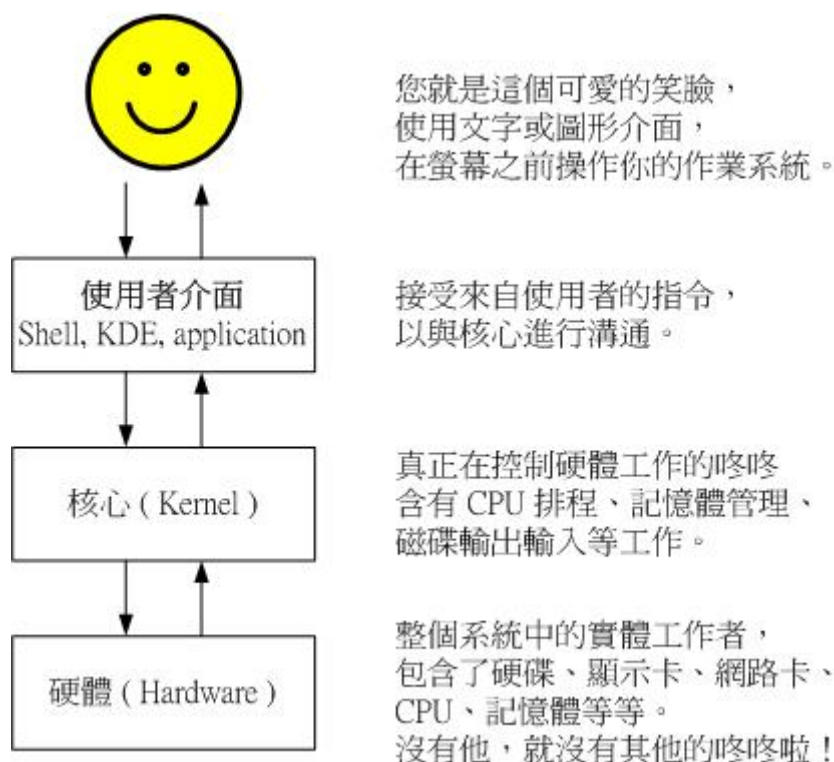 您就是這個可愛的笑臉，
使用文字或圖形介面，
在螢幕之前操作你的作業系統。
使用者介面
Shell, KDE, application
接受來自使用者的指令，
以與核心進行溝通。
核心 ( Kernel )
真正在控制硬體工作的咚咚
含有 CPU 排程、記憶體管理、
磁碟輸出輸入等工作。
硬體 ( Hardware )
整個系統中的實體工作者，
包含了硬碟、顯示卡、網路卡、
CPU、記憶體等等。
沒有他，就沒有其他的咚咚啦！